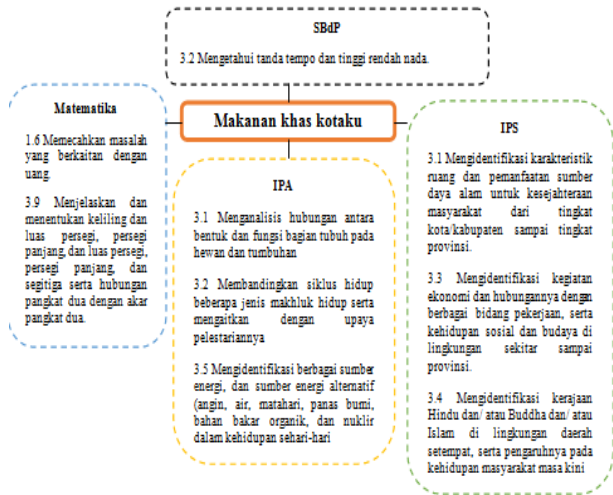 SBdP
3.2 Mengetahui tanda tempo dan tinggi rendah nada.
Makanan khas kotaku
Matematika
1.6 Memecahkan masalah
yang berkaitan dengan
uang.
3.9 Menjelaskan dan
menentukan keliling dan
luas persegi, persegi
panjang, dan luas persegi,
persegi panjang, dan
segitiga serta hubungan
pangkat dua dengan akar
pangkat dua.
IPA
3.1 Menganalisis hubungan antara
bentuk dan fungsi bagian tubuh pada
hewan dan tumbuhan
3.2 Membandingkan siklus hidup
beberapa jenis makhluk hidup serta
mengaitkan dengan upaya
pelestariannya
3.5 Mengidentifikasi berbagai sumber
energi, dan sumber energi alternatif
(angin, air, matahari, panas bumi,
bahan bakar organik, dan nuklir
dalam kehidupan sehari-hari
IPS
3.1 Mengidentifikasi karakteristik
ruang dan pemanfaatan sumber
daya alam untuk kesejahteraan
masyarakat dari tingkat
kota/kabupaten sampai tingkat
provinsi.
3.3 Mengidentifikasi kegiatan
ekonomi dan hubungannya dengan
berbagai bidang pekerjaan, serta
kehidupan sosial dan budaya di
lingkungan sekitar sampai
provinsi.
3.4 Mengidentifikasi kerajaan
Hindu dan/ atau Buddha dan/ atau
Islam di lingkungan daerah
setempat, serta pengaruhnya pada
kehidupan masyarakat masa kini